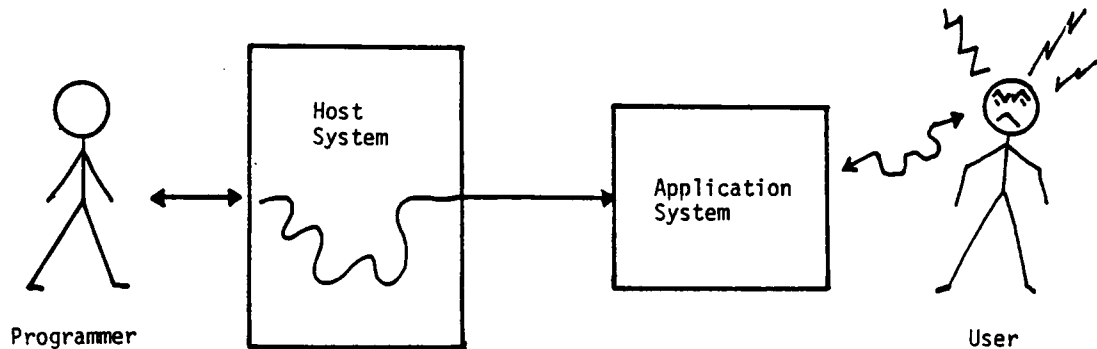 Host
System
Application
System
Programmer
User